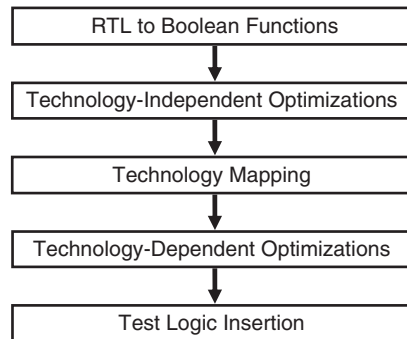 RTL to Boolean Functions
Technology-Independent Optimizations
Technology Mapping
Technology-Dependent Optimizations
Test Logic Insertion